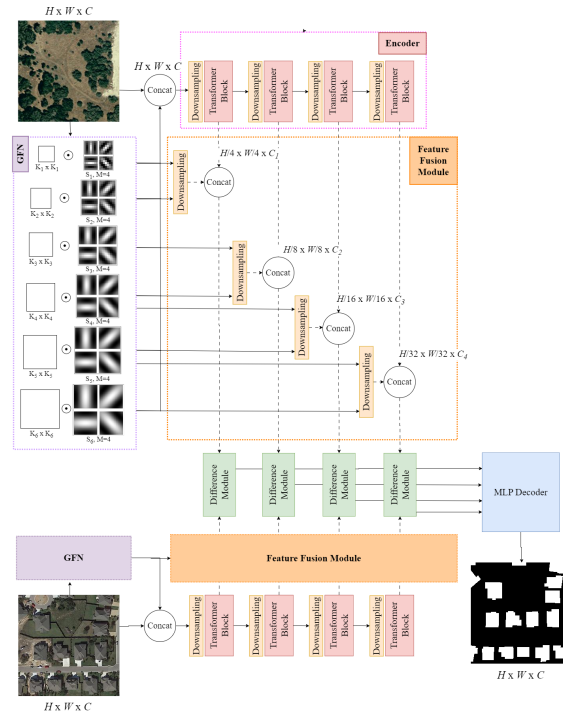 H x W x C
Encoder
H x W x C
Concat
Downsampling
Transformer
Block
Downsampling
Transformer
Block
Downsampling
Transformer
Block
Downsampling
Transformer
Block
GFN
K1 x K1
S1, M=4
K2 x K2
S2, M=4
K3 x K3
S3, M=4
K4 x K4
S4, M=4
K5 x K5
S5, M=4
K6 x K6
S6, M=4
Feature
Fusion
Module
Downsampling
H/4 x W/4 x C1
Concat
Downsampling
H/8 x W/8 x C2
Concat
Downsampling
H/16 x W/16 x C3
Concat
Downsampling
H/32 x W/32 x C4
Concat
Difference
Module
Difference
Module
Difference
Module
Difference
Module
MLP Decoder
GFN
Feature Fusion Module
Concat
Downsampling
Transformer
Block
Downsampling
Transformer
Block
Downsampling
Transformer
Block
Downsampling
Transformer
Block
H x W x C
H x W x C